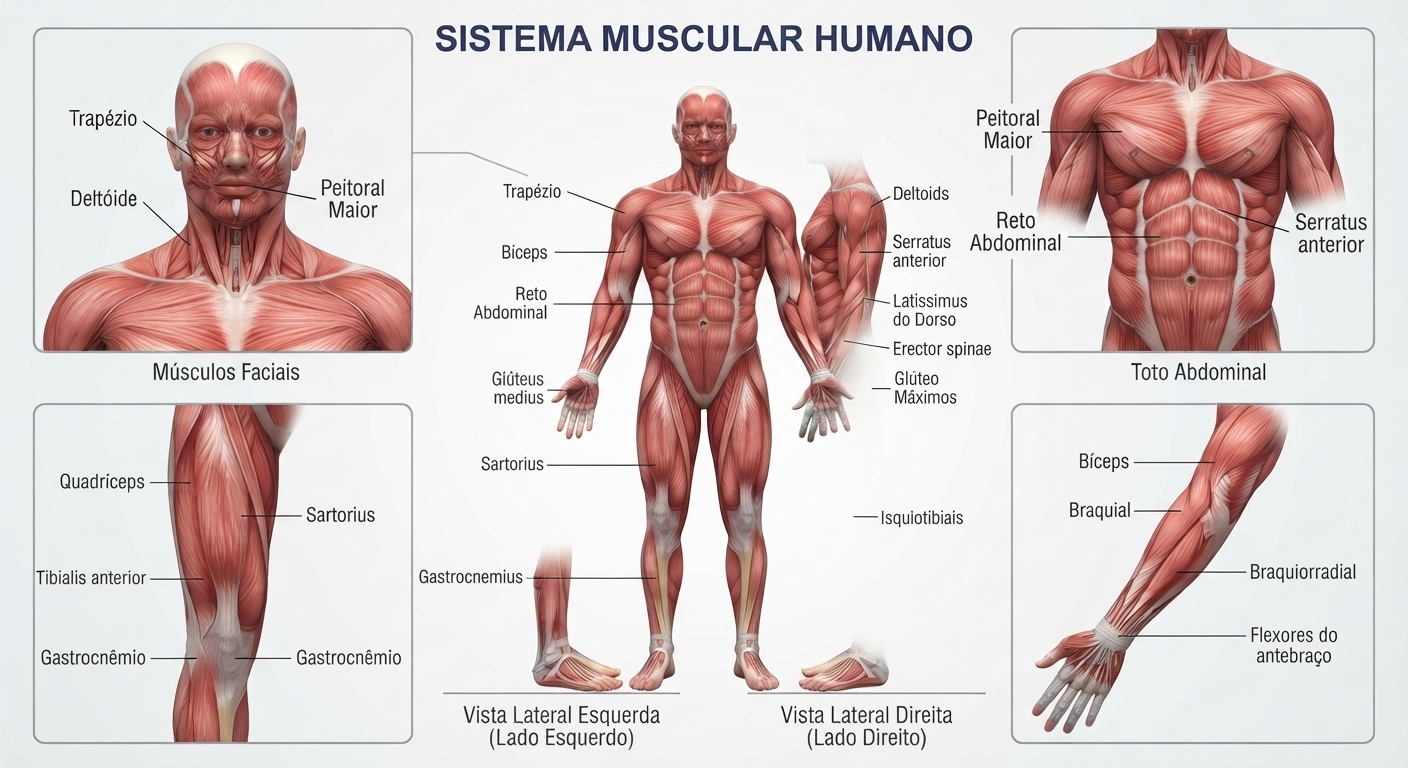 SISTEMA MUSCULAR HUMANO
Trapézio
Deltóide
Peitoral
Maior
Músculos Faciais
Quadríceps
Sartorius
Tibialis anterior
Gastrocnêmio
Gastrocnêmio
Trapézio
Bíceps
Reto
Abdominal
Glúteus
medius
Sartorius
Gastrocnemius
Deltoids
Serratus
anterior
Latissimus
do Dorso
Erector spinae
Glúteo
Máximos
Isquiotibiais
Vista Lateral Esquerda
(Lado Esquerdo)
Vista Lateral Direita
(Lado Direito)
Peitoral
Maior
Reto
Abdominal
Serratus
anterior
Toto Abdominal
Bíceps
Braquial
Braquiorradial
Flexores do
antebraço